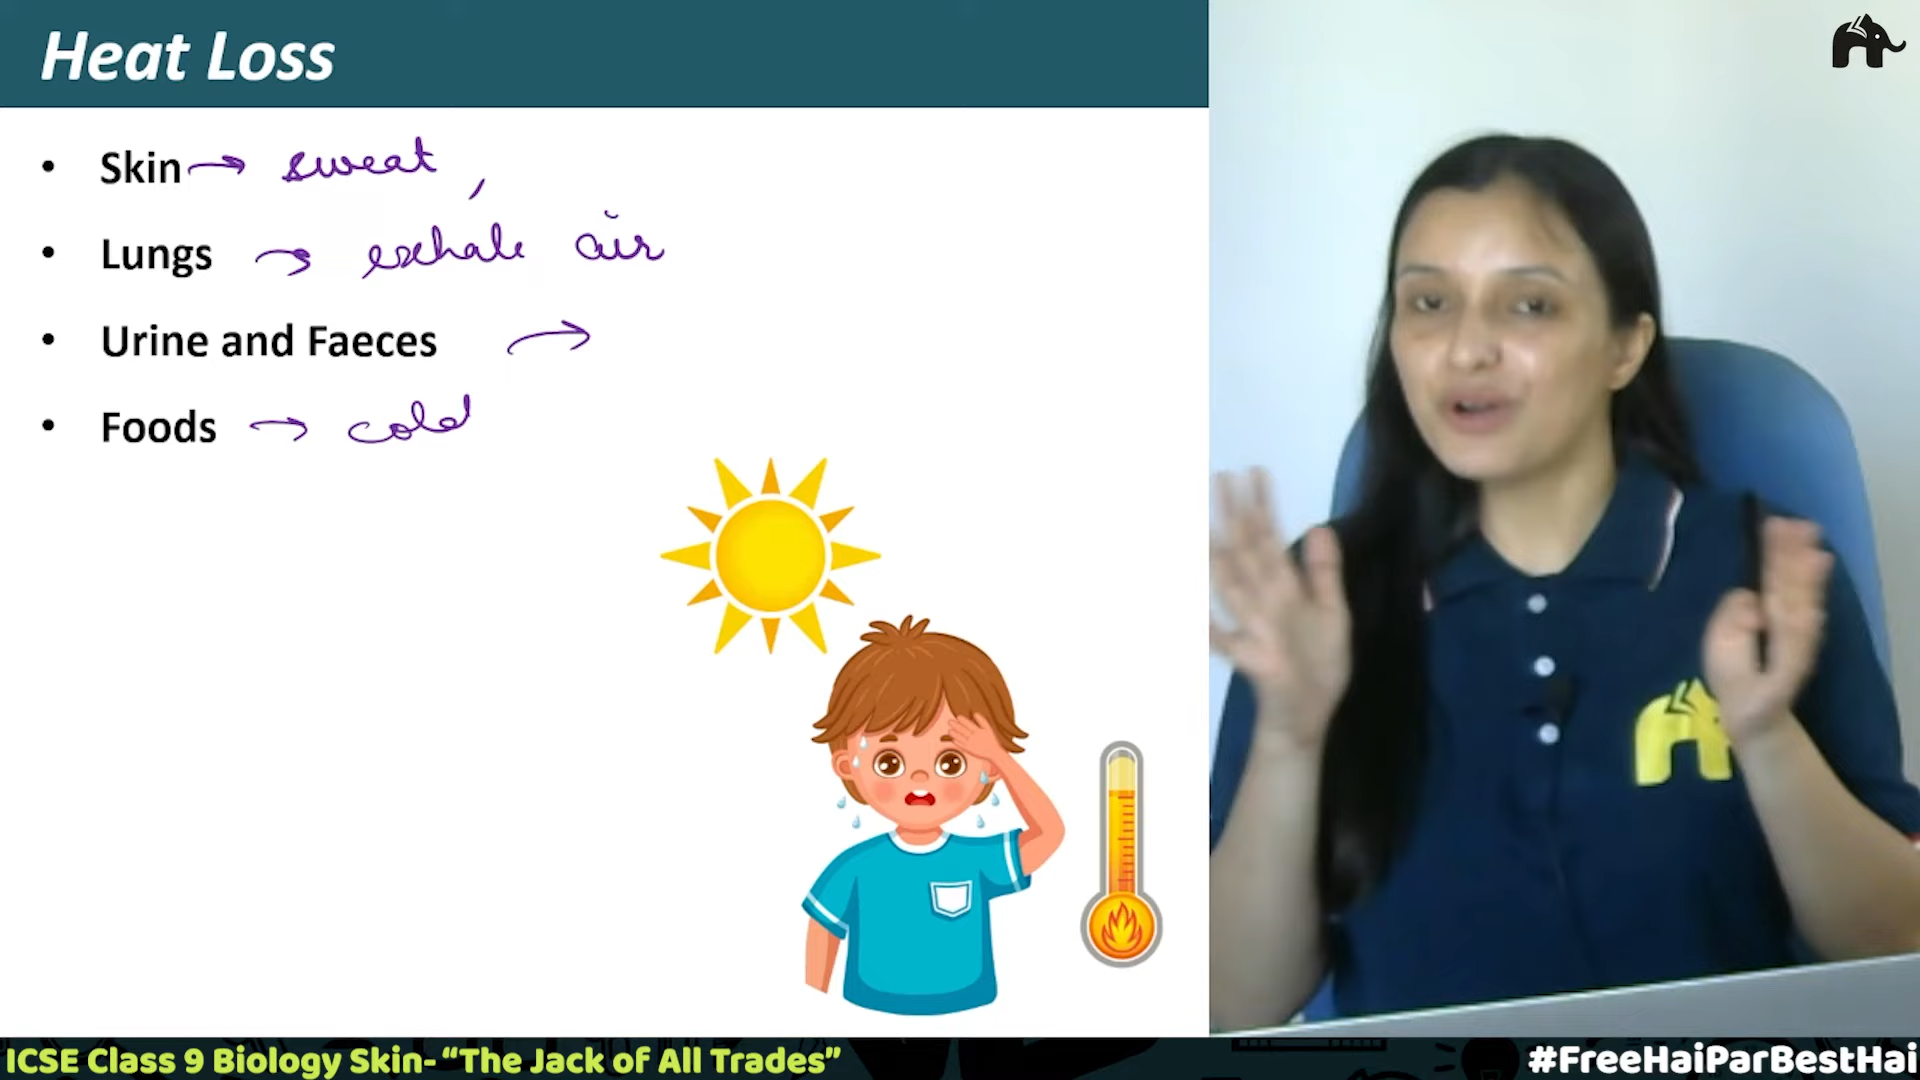 Heat Loss
• Skin → sweat,
• Lungs → exhale air
• Urine and Faeces →
• Foods → cold
ICSE Class 9 Biology Skin- “The Jack of All Trades”
#FreeHaiParBestHai